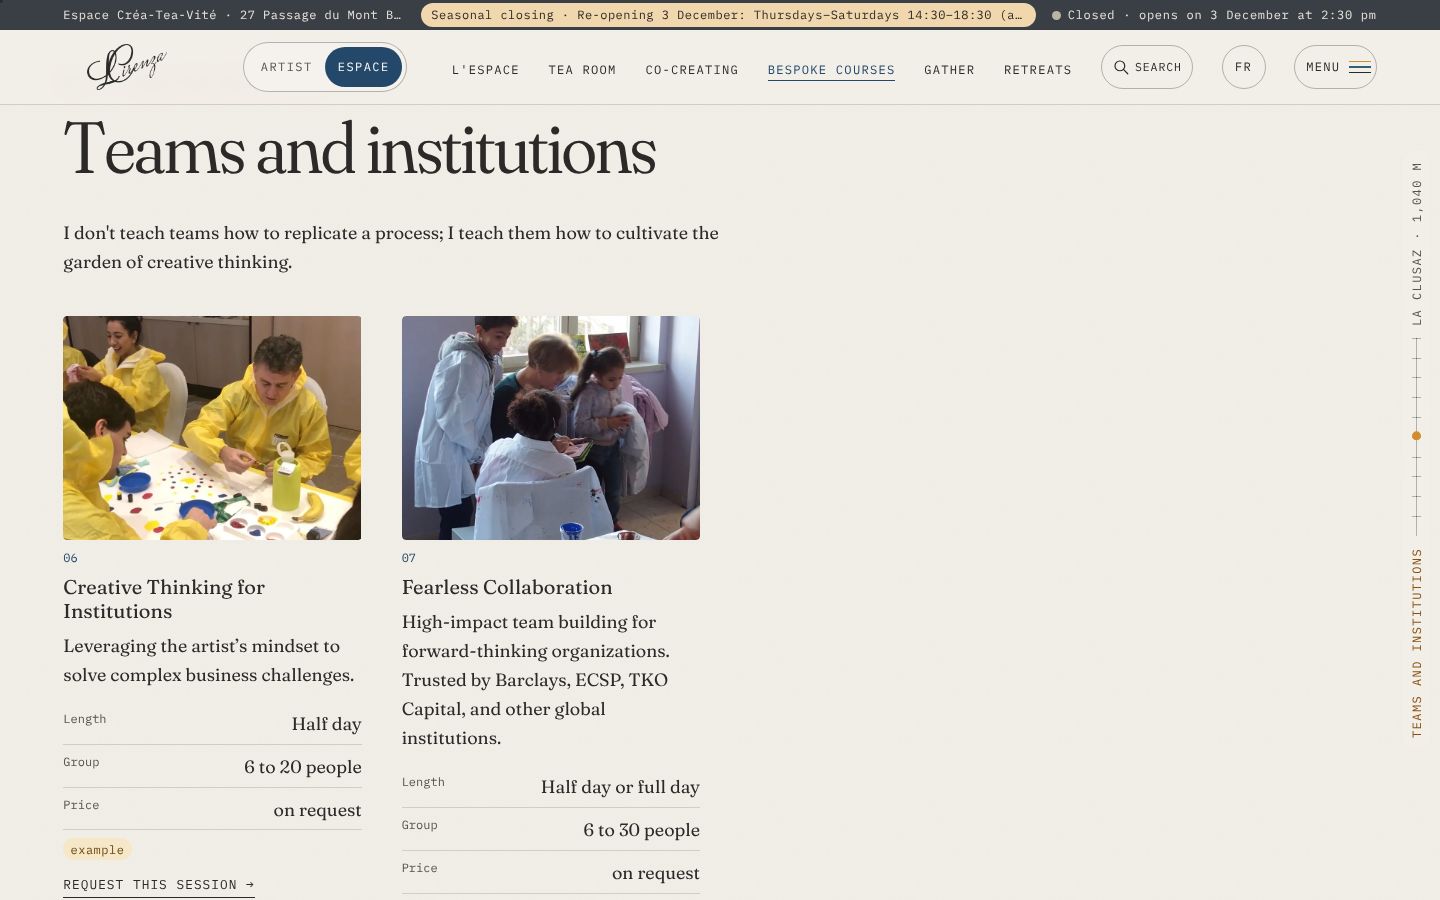 Espace Créa-Tea-Vité · 27 Passage du Mont B…
Seasonal closing · Re-opening 3 December: Thursdays–Saturdays 14:30–18:30 (a…
Closed · opens on 3 December at 2:30 pm
Lirenza
ARTIST
ESPACE
L'ESPACE
TEA ROOM
CO-CREATING
BESPOKE COURSES
GATHER
RETREATS
SEARCH
FR
MENU
Teams and institutions
I don't teach teams how to replicate a process; I teach them how to cultivate the
garden of creative thinking.
06
Creative Thinking for
Institutions
Leveraging the artist’s mindset to
solve complex business challenges.
Length
Half day
Group
6 to 20 people
Price
on request
example
REQUEST THIS SESSION →
07
Fearless Collaboration
High-impact team building for
forward-thinking organizations.
Trusted by Barclays, ECSP, TKO
Capital, and other global
institutions.
Length
Half day or full day
Group
6 to 30 people
Price
on request
LA CLUSAZ · 1,040 M
TEAMS AND INSTITUTIONS